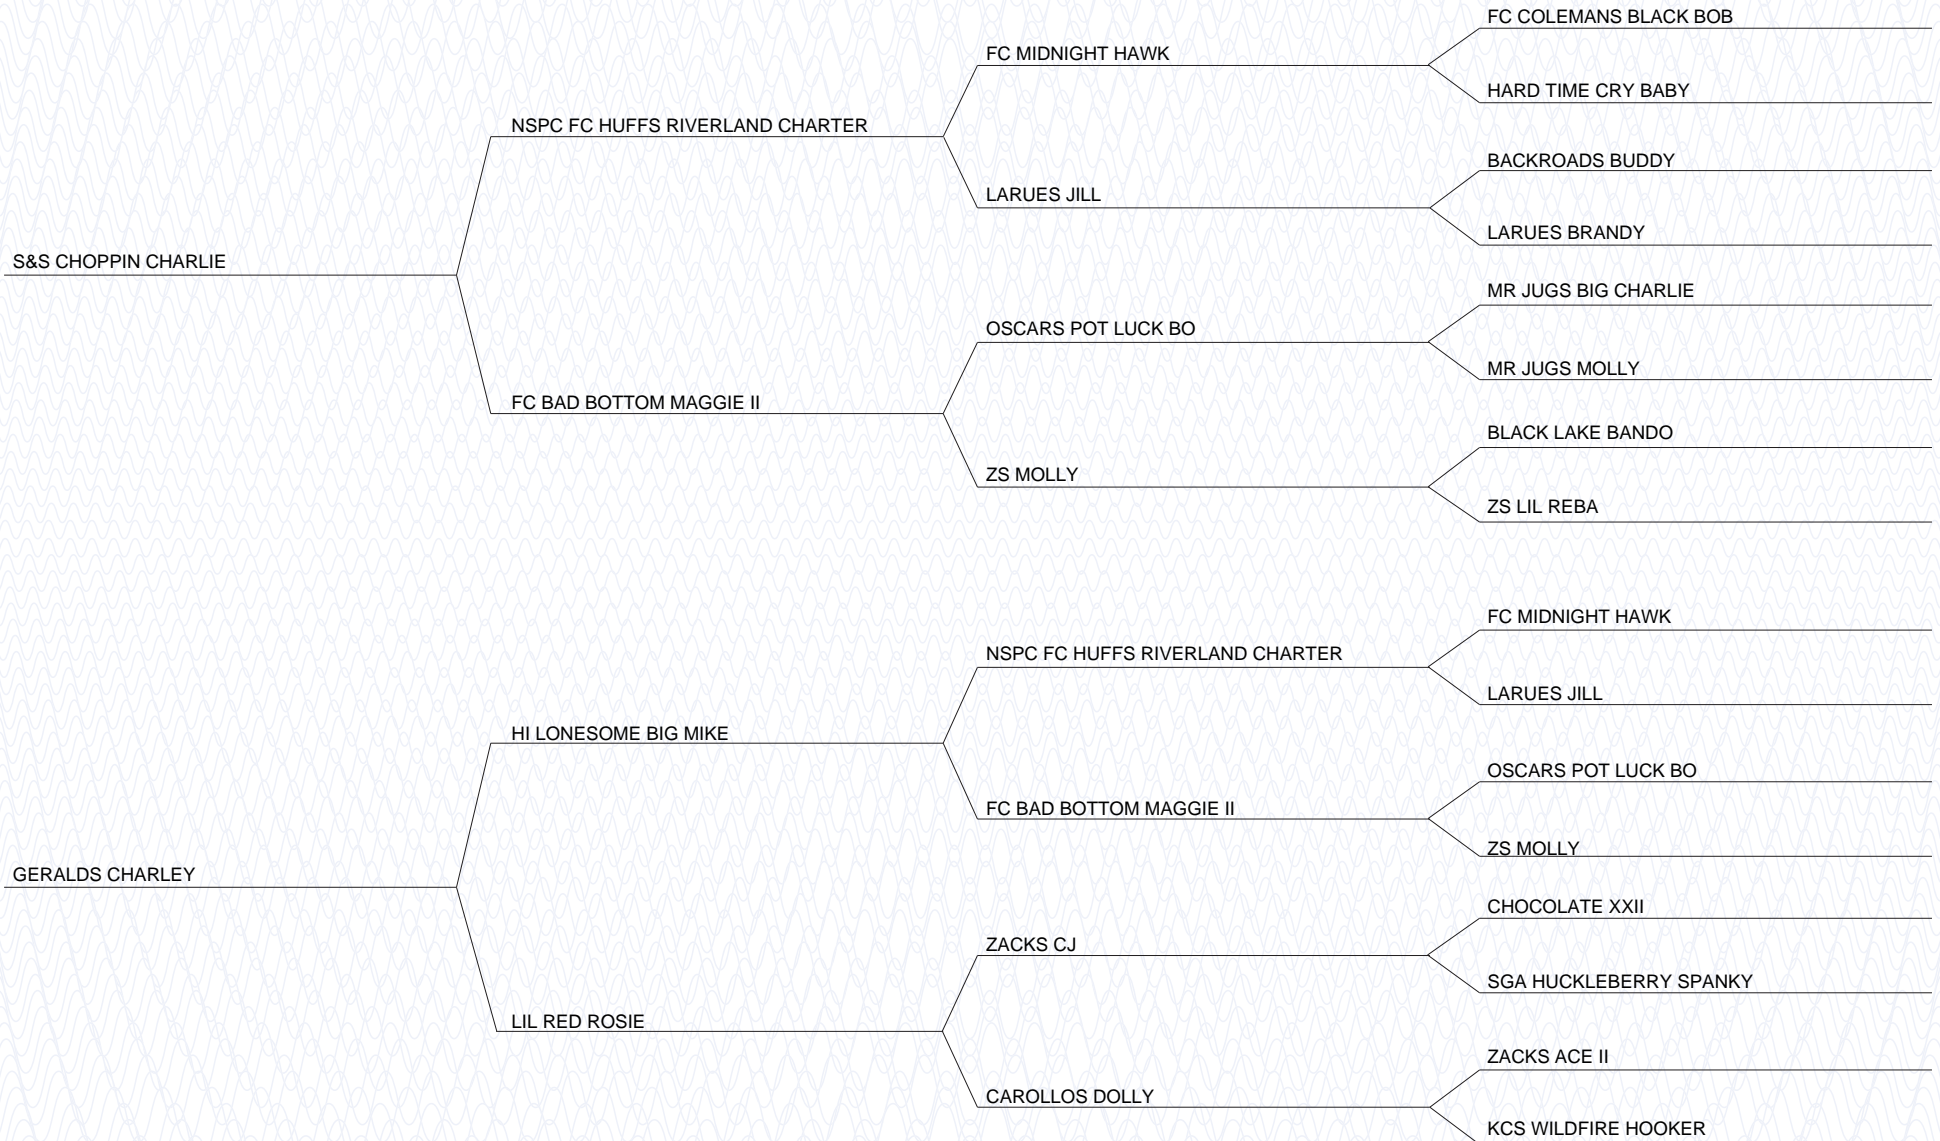 FC COLEMANS BLACK BOB
FC MIDNIGHT HAWK
HARD TIME CRY BABY
NSPC FC HUFFS RIVERLAND CHARTER
BACKROADS BUDDY
LARUES JILL
LARUES BRANDY
S&S CHOPPIN CHARLIE
MR JUGS BIG CHARLIE
OSCARS POT LUCK BO
MR JUGS MOLLY
FC BAD BOTTOM MAGGIE II
BLACK LAKE BANDO
ZS MOLLY
ZS LIL REBA
FC MIDNIGHT HAWK
NSPC FC HUFFS RIVERLAND CHARTER
LARUES JILL
HI LONESOME BIG MIKE
OSCARS POT LUCK BO
FC BAD BOTTOM MAGGIE II
ZS MOLLY
GERALDS CHARLEY
CHOCOLATE XXII
ZACKS CJ
SGA HUCKLEBERRY SPANKY
LIL RED ROSIE
ZACKS ACE II
CAROLLOS DOLLY
KCS WILDFIRE HOOKER